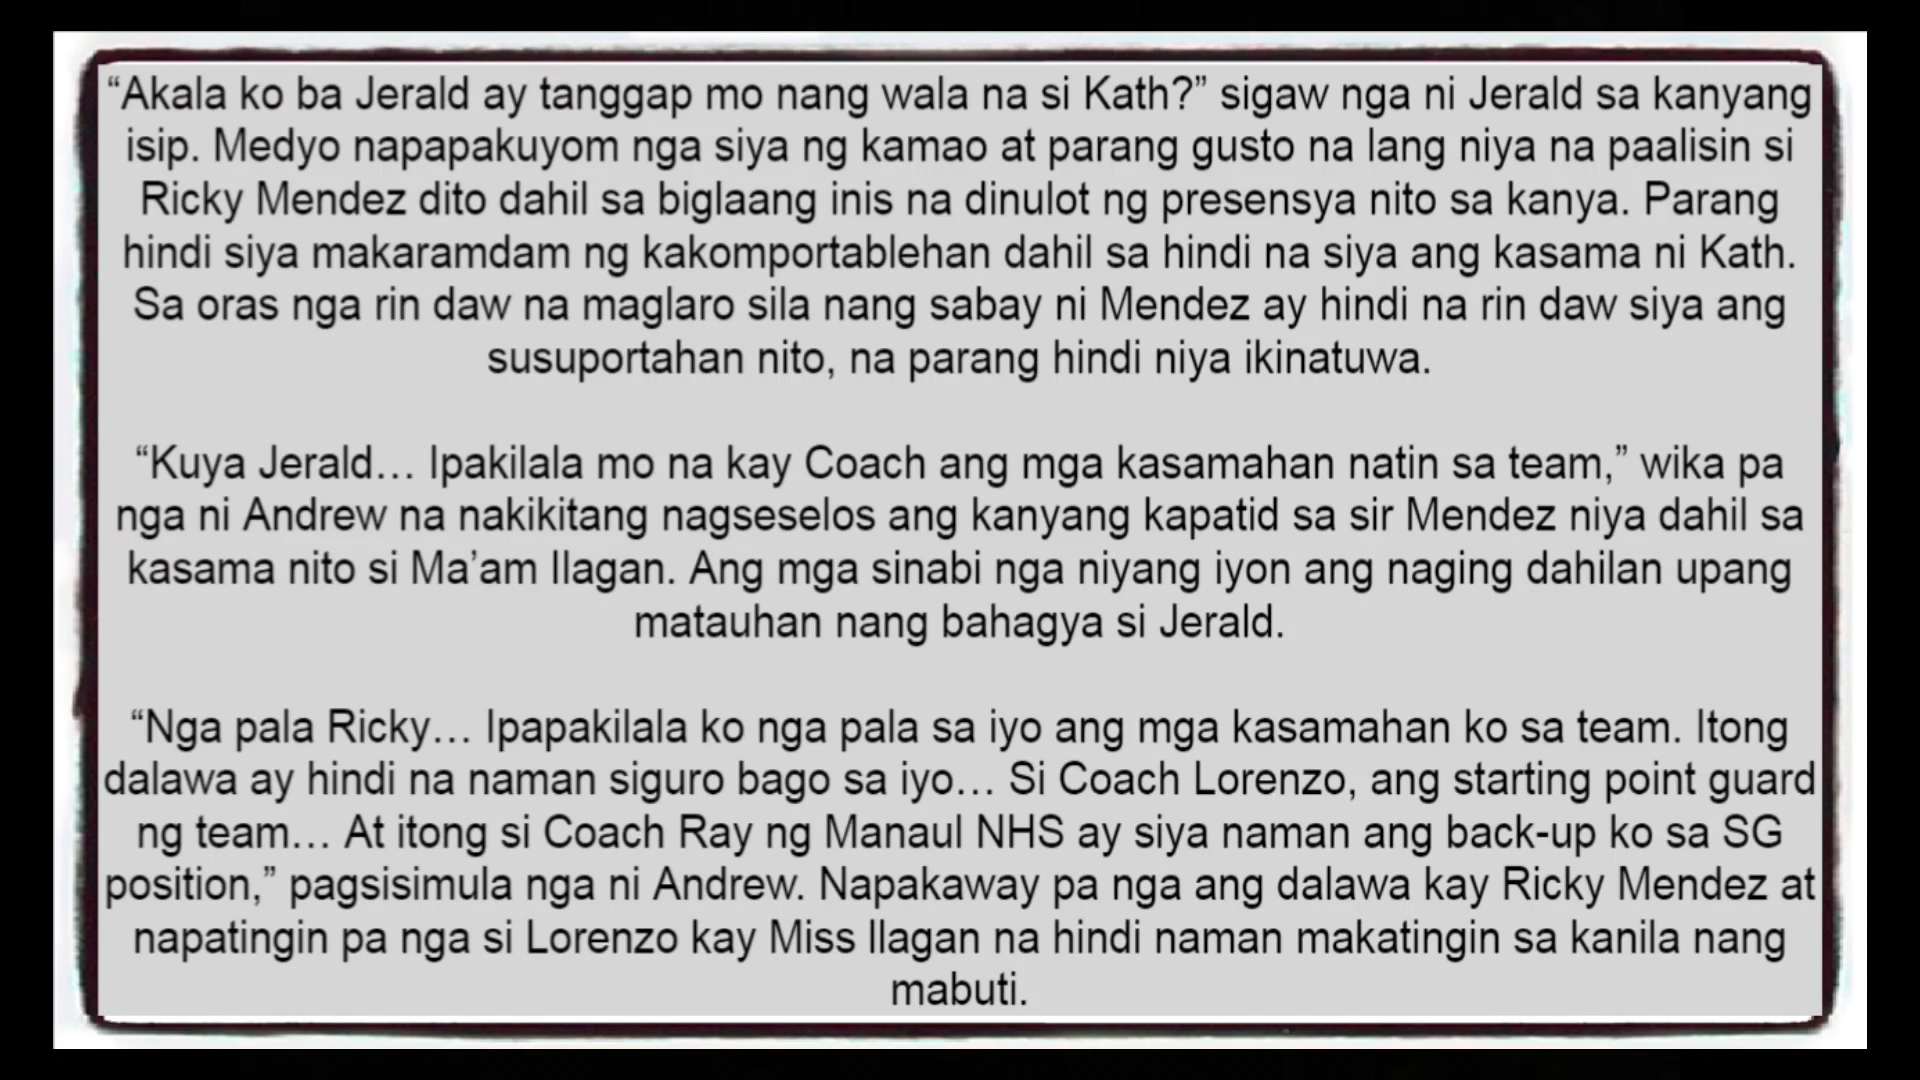 “Akala ko ba Jerald ay tanggap mo nang wala na si Kath?” sigaw nga ni Jerald sa kanyang
isip. Medyo napapakuyom nga siya ng kamao at parang gusto na lang niya na paalisin si
Ricky Mendez dito dahil sa biglaang inis na dinulot ng presensya nito sa kanya. Parang
hindi siya makaramdam ng kakomportablehan dahil sa hindi na siya ang kasama ni Kath.
Sa oras nga rin daw na maglaro sila nang sabay ni Mendez ay hindi na rin daw siya ang
susuportahan nito, na parang hindi niya ikinatuwa.
“Kuya Jerald… Ipakilala mo na kay Coach ang mga kasamahan natin sa team,” wika pa
nga ni Andrew na nakikitang nagseselos ang kanyang kapatid sa sir Mendez niya dahil sa
kasama nito si Ma’am Ilagan. Ang mga sinabi nga niyang iyon ang naging dahilan upang
matauhan nang bahagya si Jerald.
“Nga pala Ricky… Ipapakilala ko nga pala sa iyo ang mga kasamahan ko sa team. Itong
dalawa ay hindi na naman siguro bago sa iyo… Si Coach Lorenzo, ang starting point guard
ng team… At itong si Coach Ray ng Manaul NHS ay siya naman ang back-up ko sa SG
position,” pagsisimula nga ni Andrew. Napakaway pa nga ang dalawa kay Ricky Mendez at
napatingin pa nga si Lorenzo kay Miss Ilagan na hindi naman makatingin sa kanila nang
mabuti.